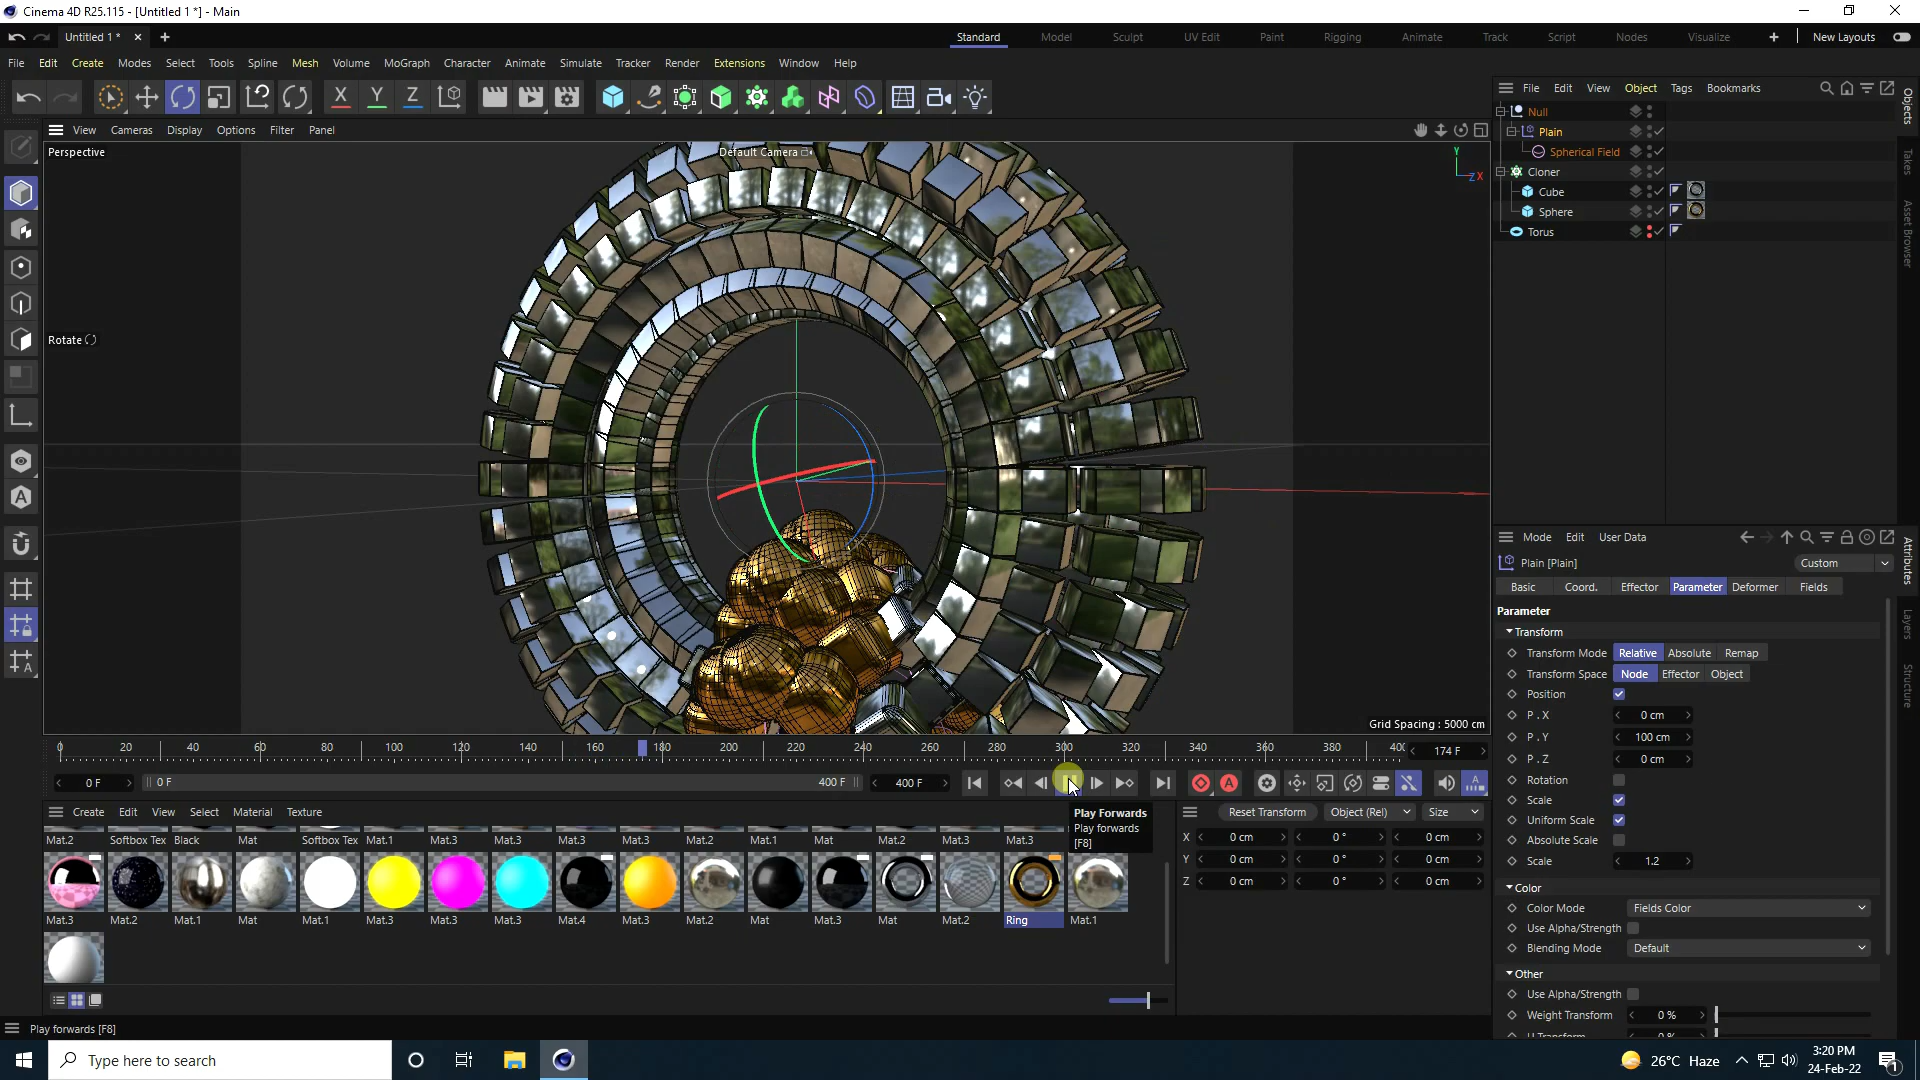 Cinema 4D R25.115 - [Untitled 1 *] - Main
Untitled 1 *
Standard Model Sculpt UV Edit Paint Rigging Animate Track Script Nodes Visualize New Layouts
File Edit Create Modes Select Tools Spline Mesh Volume MoGraph Character Animate Simulate Tracker Render Extensions Window Help
X Y Z
File Edit View Object Tags Bookmarks
View Cameras Display Options Filter Panel
Perspective
Default Camera
Y
Z X
Rotate
Grid Spacing : 5000 cm
Null
Plain
Spherical Field
Cloner
Cube
Sphere
Torus
Objects
Takes
Asset Browser
Mode Edit User Data
Plain [Plain]
Custom
Basic Coord. Effector Parameter Deformer Fields
Parameter
Transform
Transform Mode Relative Absolute Remap
Transform Space Node Effector Object
Position
P . X 0 cm
P . Y 100 cm
P . Z 0 cm
Rotation
Scale
Uniform Scale
Absolute Scale
Scale 1.2
Color
Color Mode Fields Color
Use Alpha/Strength
Blending Mode Default
Other
Use Alpha/Strength
Weight Transform 0 %
U Transform 0 %
Attributes
Layers
Structure
0 20 40 60 80 100 120 140 160 180 200 220 240 260 280 300 320 340 360 380 400 174 F
0 F 0 F 400 F 400 F
Create Edit View Select Material Texture
Play Forwards
Play forwards
[F8]
Mat.2 Softbox Tex Black Mat Softbox Tex Mat.1 Mat.3 Mat.2 Mat.3 Mat.3 Mat.2 Mat.1 Mat Mat.2 Mat.3 Mat.3
Mat.3 Mat.2 Mat.1 Mat Mat.1 Mat.3 Mat.3 Mat.3 Mat.4 Mat.3 Mat.2 Mat Mat.3 Mat Mat.2 Ring Mat.1
Reset Transform Object (Rel) Size
X 0 cm 0 ° 0 cm
Y 0 cm 0 ° 0 cm
Z 0 cm 0 ° 0 cm
Play forwards [F8]
Type here to search
26°C Haze
3:20 PM
24-Feb-22
1